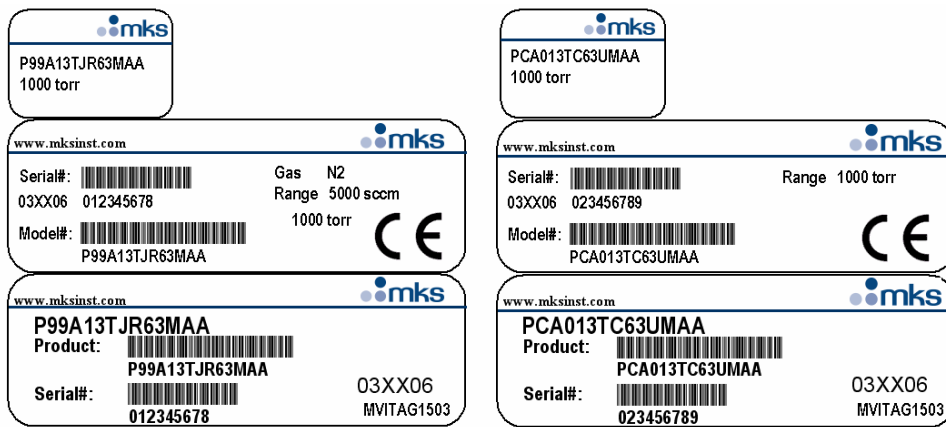 mks
P99A13TJR63MAA
1000 torr
www.mksinst.com
mks
Serial#:
Gas N2
Range 5000 sccm
03XX06 012345678
1000 torr
Model#:
CE
P99A13TJR63MAA
www.mksinst.com
mks
P99A13TJR63MAA
Product:
P99A13TJR63MAA
Serial#:
03XX06
012345678
MVITAG1503
mks
PCA013TC63UMAA
1000 torr
www.mksinst.com
mks
Serial#:
Range 1000 torr
03XX06 023456789
Model#:
CE
PCA013TC63UMAA
www.mksinst.com
mks
PCA013TC63UMAA
Product:
PCA013TC63UMAA
Serial#:
03XX06
023456789
MVITAG1503